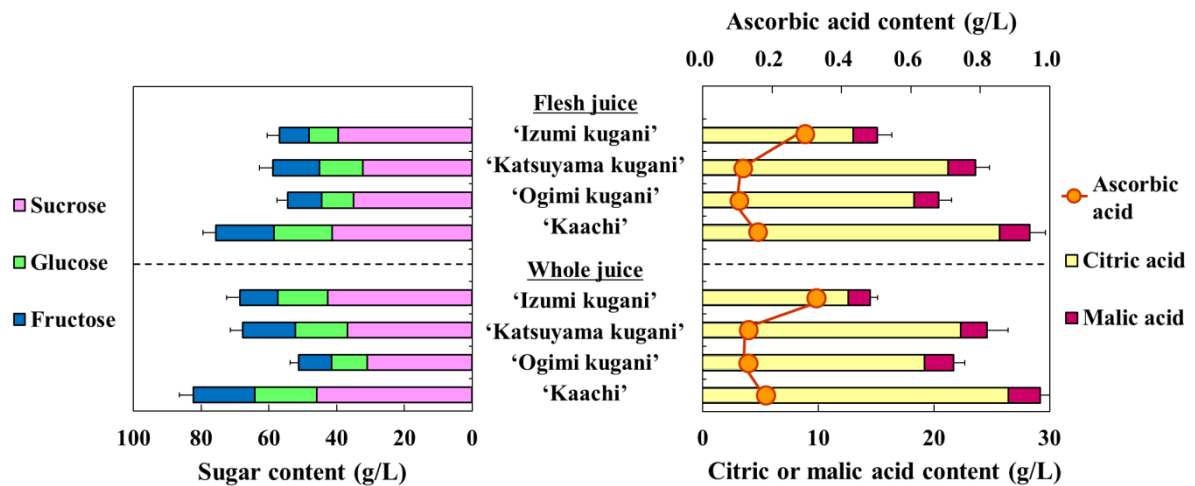 Ascorbic acid content (g/L)
0.0 0.2 0.4 0.6 0.8 1.0
Flesh juice
‘Izumi kugani’
‘Katsuyama kugani’
‘Ogimi kugani’
‘Kaachi’
Whole juice
‘Izumi kugani’
‘Katsuyama kugani’
‘Ogimi kugani’
‘Kaachi’
Sucrose
Glucose
Fructose
Ascorbic
acid
Citric acid
Malic acid
100 80 60 40 20 0
Sugar content (g/L)
0 10 20 30
Citric or malic acid content (g/L)